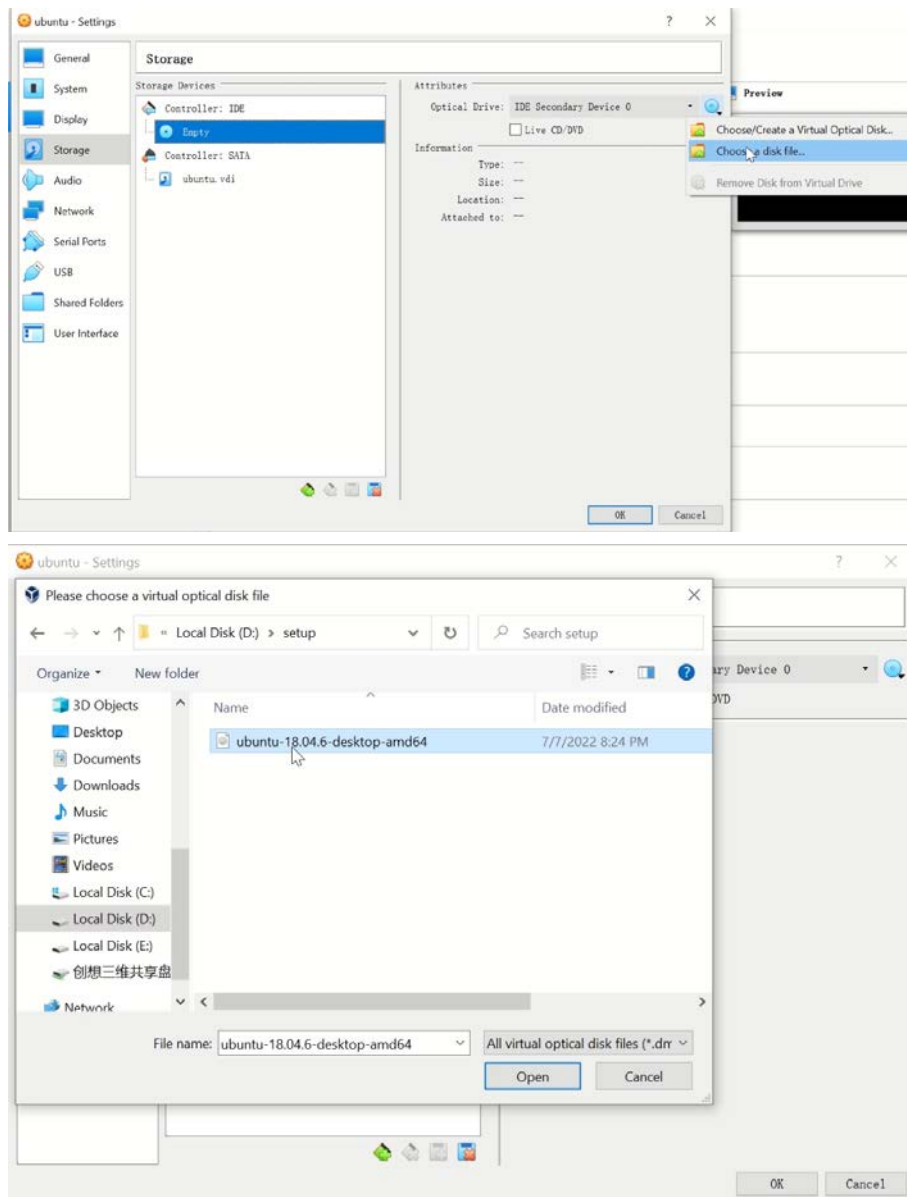 ubuntu - Settings
?
General
Storage
System
Storage Devices
Attributes
Preview
Controller: IDE
Optical Drive: IDE Secondary Device 0
Display
Empty
Live CD/DVD
Choose/Create a Virtual Optical Disk...
Storage
Controller: SATA
Information
Choose a disk file...
Type: --
Audio
ubuntu.vdi
Size: --
Remove Disk from Virtual Drive
Location: --
Network
Attached to: --
Serial Ports
USB
Shared Folders
User Interface
OK
Cancel
ubuntu - Settings
?
Please choose a virtual optical disk file
« Local Disk (D:) > setup
Search setup
Organize
New folder
?
ary Device 0
3D Objects
Name
Date modified
DVD
Desktop
ubuntu-18.04.6-desktop-amd64
7/7/2022 8:24 PM
Documents
Downloads
Music
Pictures
Videos
Local Disk (C:)
Local Disk (D:)
Local Disk (E:)
创想三维共享盘
Network
File name: ubuntu-18.04.6-desktop-amd64
All virtual optical disk files (*.dm
Open
Cancel
OK
Cancel